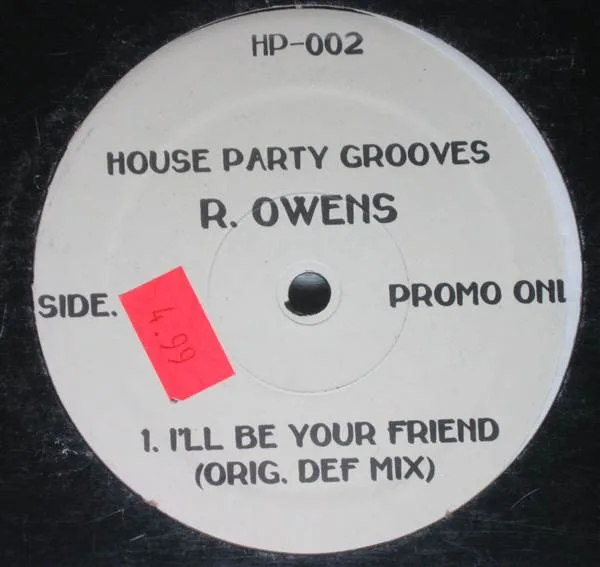 HP-002
HOUSE PARTY GROOVES
R. OWENS
SIDE.
4.99
PROMO ONL
1. I'LL BE YOUR FRIEND
(ORIG. DEF MIX)